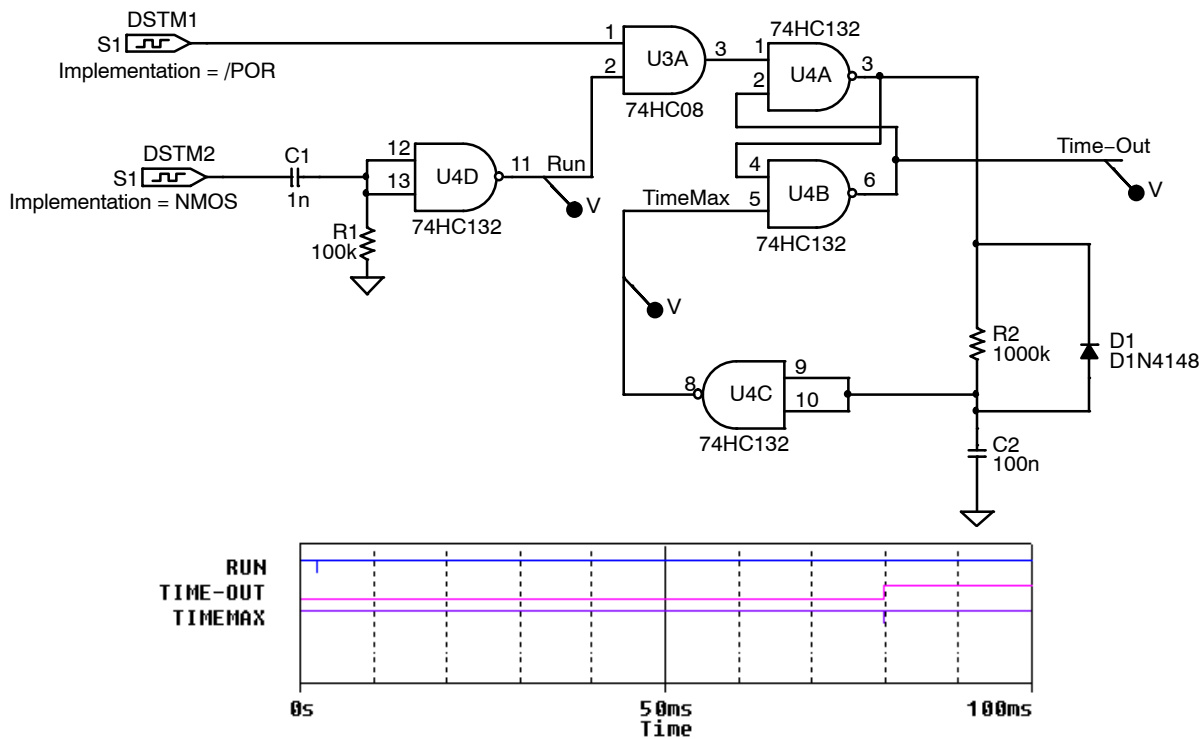 DSTM1
S1
Implementation = /POR
1
2
U3A
3
74HC08
74HC132
1
2
U4A
3
DSTM2
S1
Implementation = NMOS
C1
1n
12
13
U4D
11
Run
V
74HC132
R1
100k
TimeMax
4
5
U4B
6
74HC132
Time–Out
V
V
R2
1000k
D1
D1N4148
8
U4C
9
10
74HC132
C2
100n
RUN
TIME-OUT
TIMEMAX
0s
50ms
100ms
Time